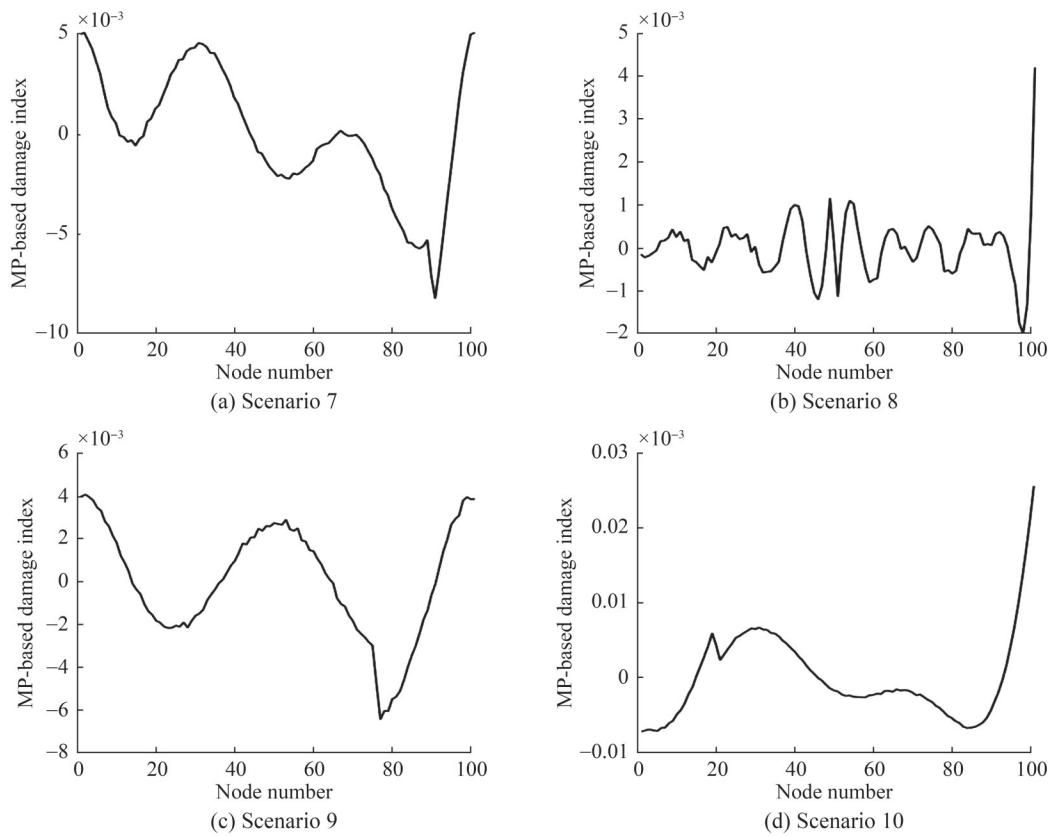 ×10⁻³
5
0
−5
−10
MP-based damage index
0 20 40 60 80 100
Node number
(a) Scenario 7
×10⁻³
5
4
3
2
1
0
−1
−2
MP-based damage index
0 20 40 60 80 100
Node number
(b) Scenario 8
×10⁻³
6
4
2
0
−2
−4
−6
−8
MP-based damage index
0 20 40 60 80 100
Node number
(c) Scenario 9
×10⁻³
0.03
0.02
0.01
0
−0.01
MP-based damage index
0 20 40 60 80 100
Node number
(d) Scenario 10